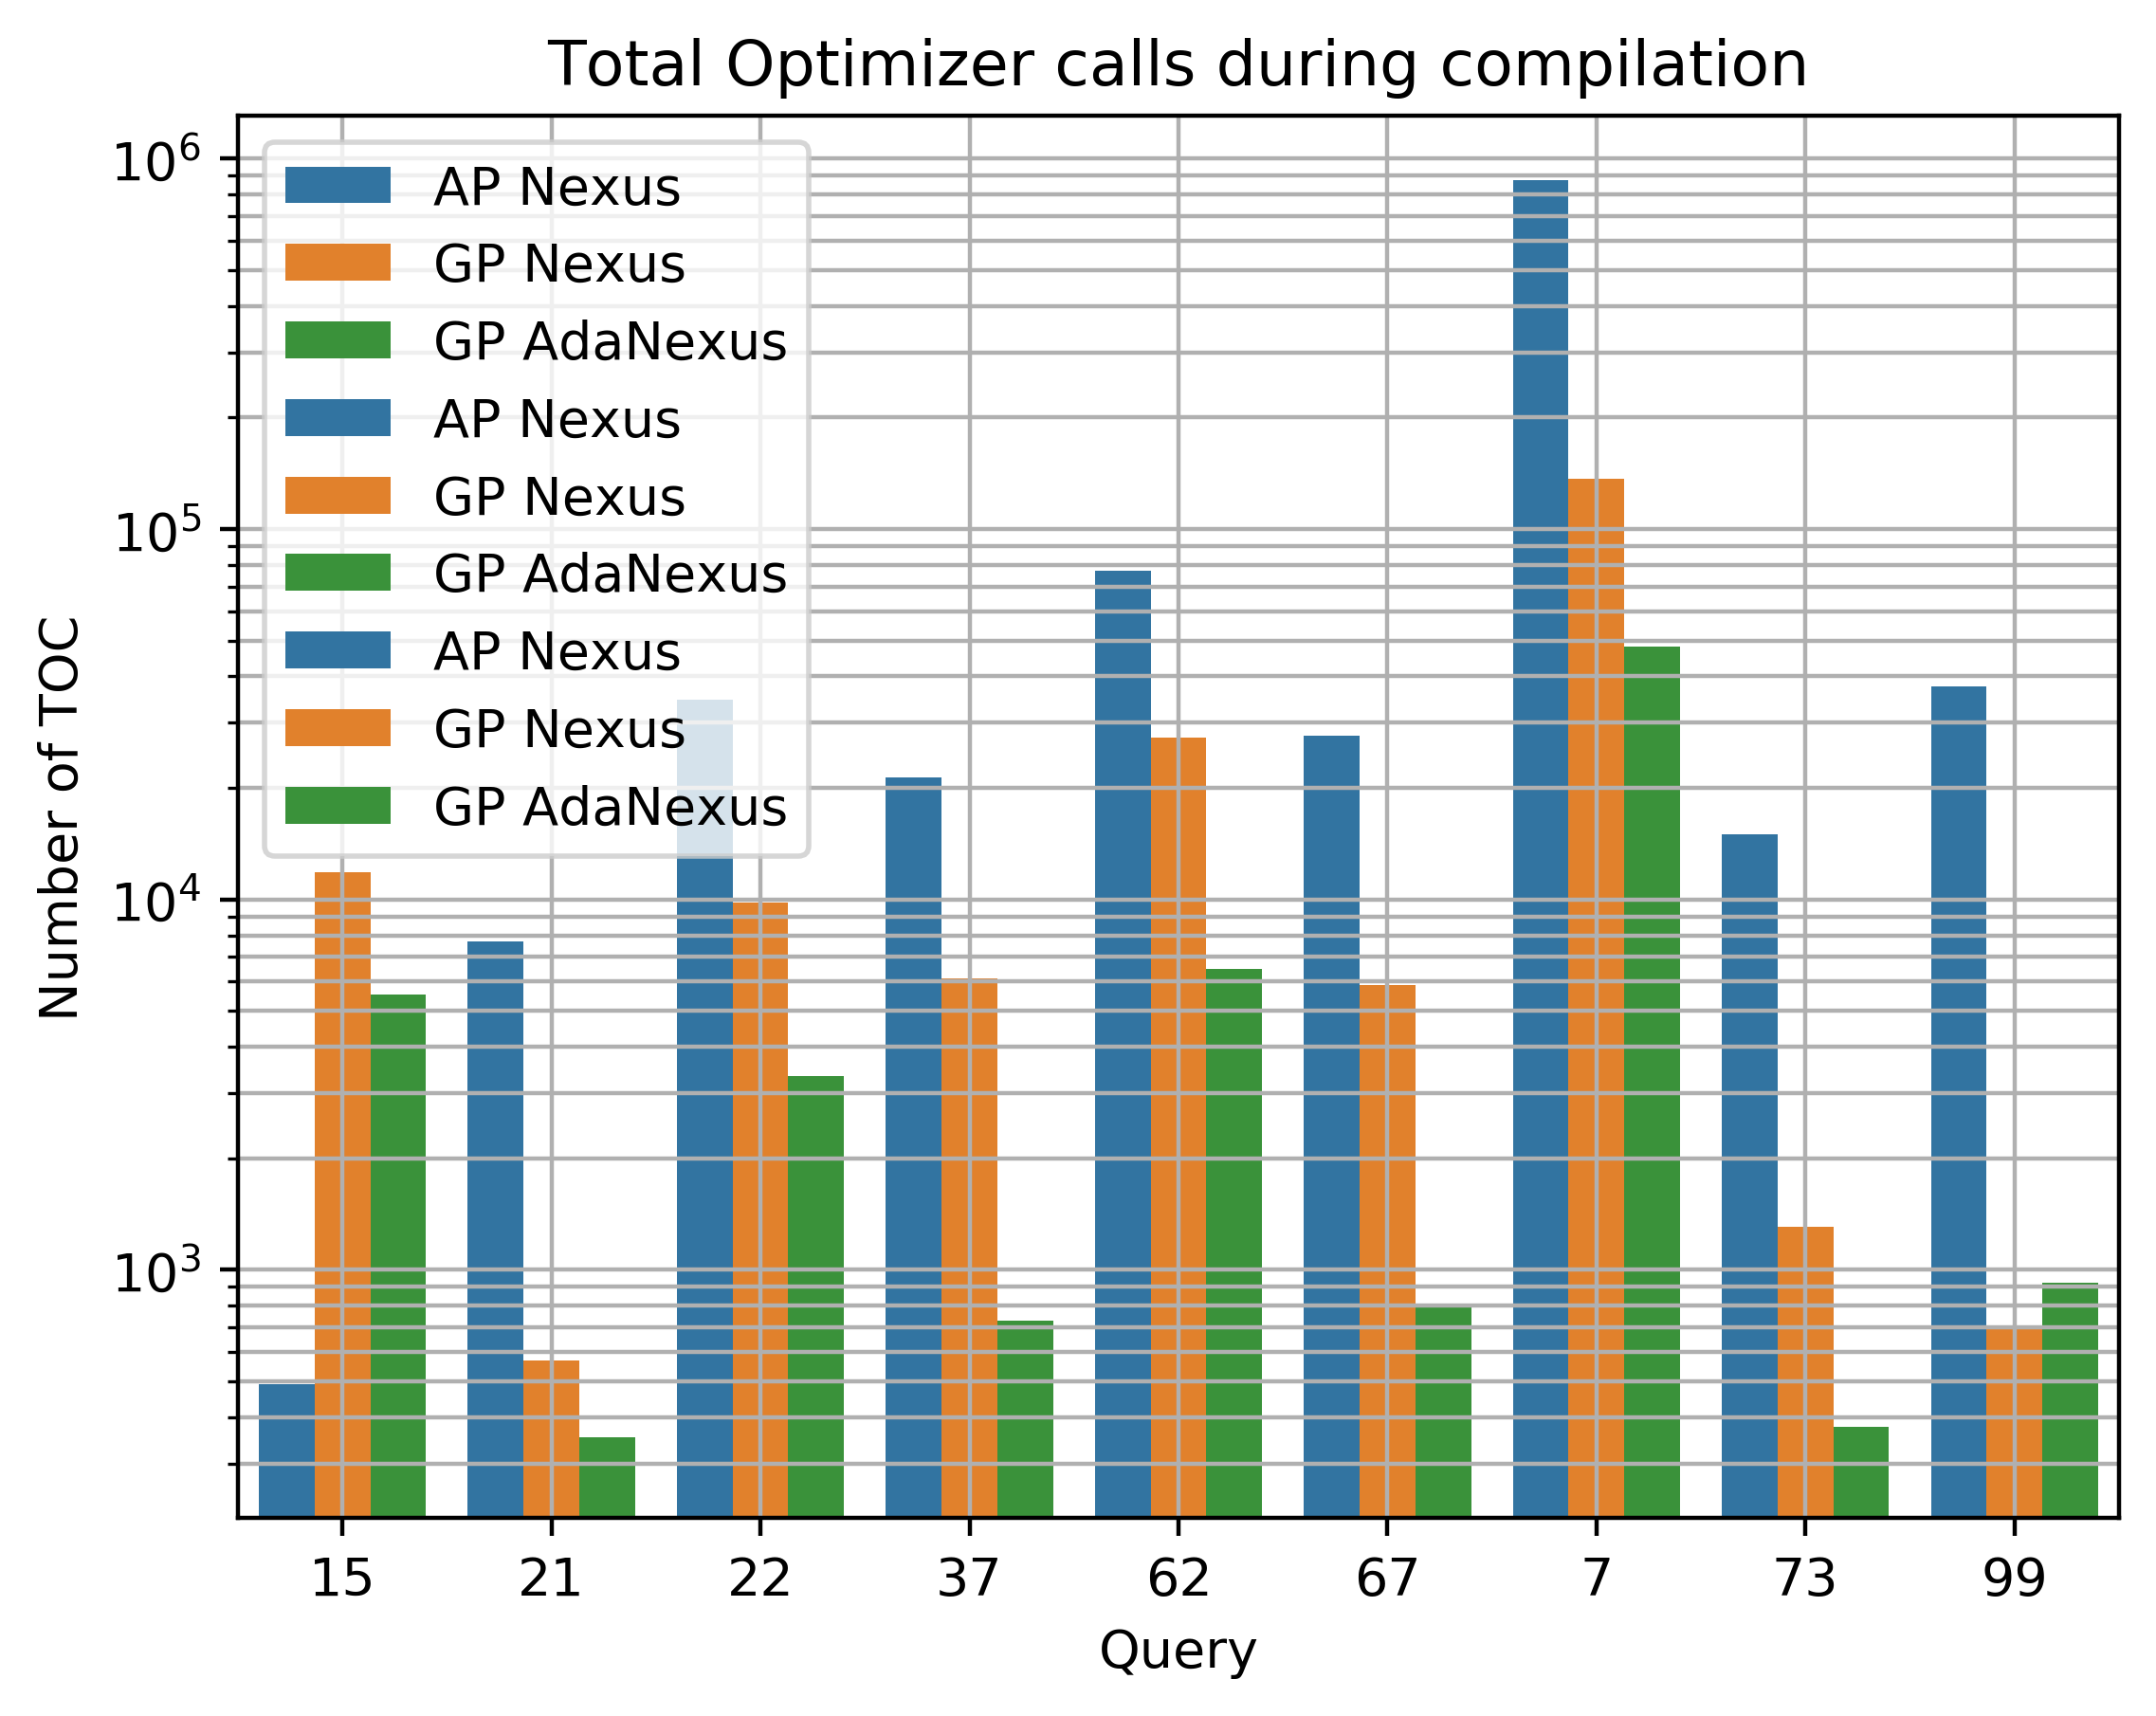 Total Optimizer calls during compilation
10^6
10^5
10^4
10^3
Number of TOC
AP Nexus
GP Nexus
GP AdaNexus
AP Nexus
GP Nexus
GP AdaNexus
AP Nexus
GP Nexus
GP AdaNexus
15 21 22 37 62 67 7 73 99
Query